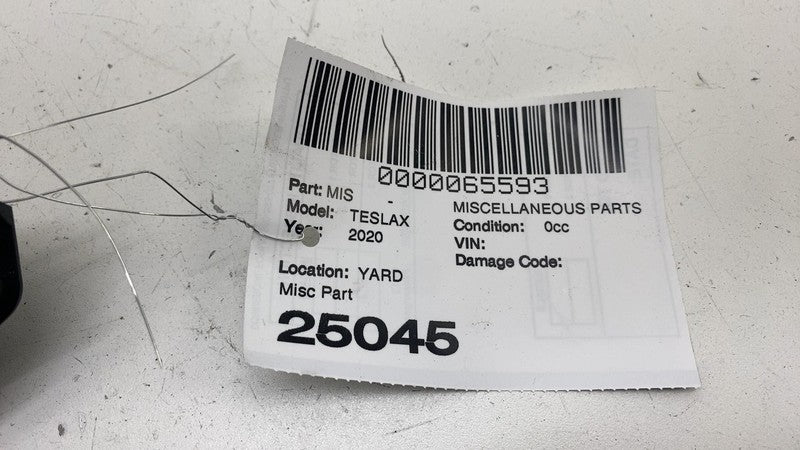 0000065593
Part: MIS - MISCELLANEOUS PARTS
Model: TESLAX Condition: 0cc
Year: 2020 VIN:
Damage Code:
Location: YARD
Misc Part
25045